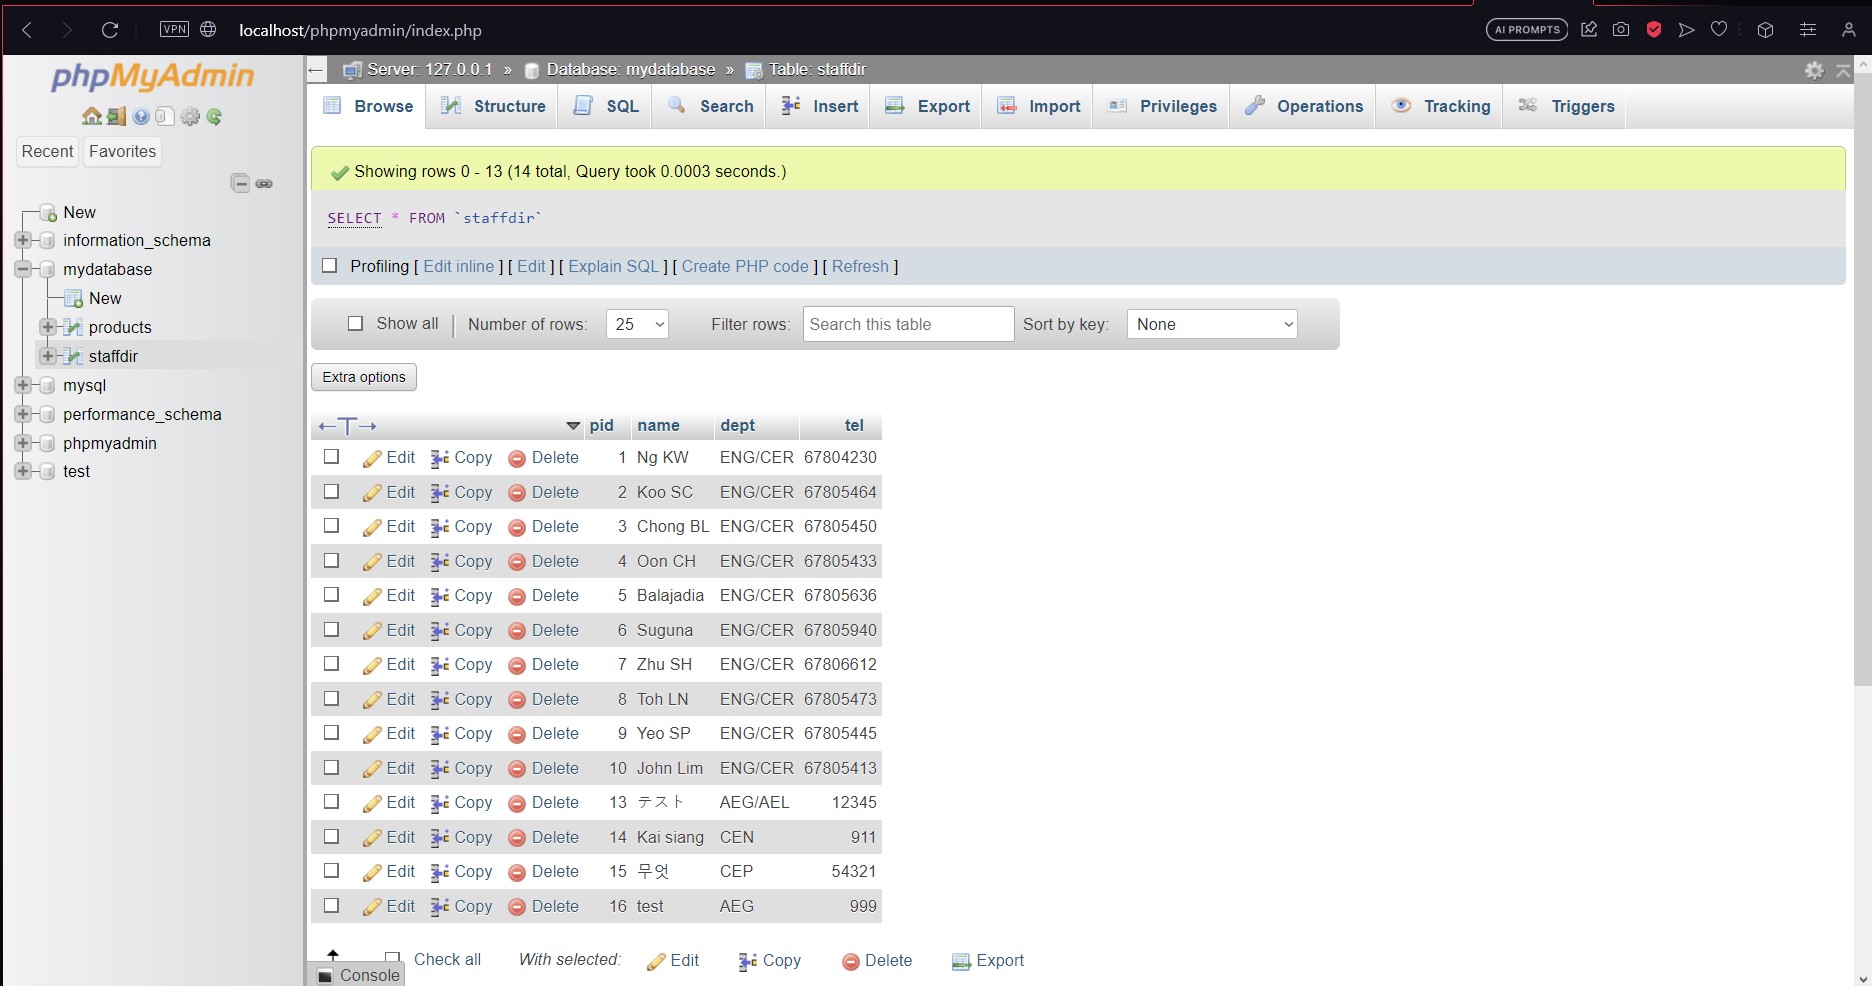 VPN localhost/phpmyadmin/index.php AI PROMPTS
phpMyAdmin
Recent Favorites
New
information_schema
mydatabase
New
products
staffdir
mysql
performance_schema
phpmyadmin
test
Server: 127.0.0.1 » Database: mydatabase » Table: staffdir
Browse Structure SQL Search Insert Export Import Privileges Operations Tracking Triggers
Showing rows 0 - 13 (14 total, Query took 0.0003 seconds.)
SELECT * FROM `staffdir`
Profiling [ Edit inline ] [ Edit ] [ Explain SQL ] [ Create PHP code ] [ Refresh ]
Show all Number of rows: 25 Filter rows: Search this table Sort by key: None
Extra options
pid name dept tel
Edit Copy Delete 1 Ng KW ENG/CER 67804230
Edit Copy Delete 2 Koo SC ENG/CER 67805464
Edit Copy Delete 3 Chong BL ENG/CER 67805450
Edit Copy Delete 4 Oon CH ENG/CER 67805433
Edit Copy Delete 5 Balajadia ENG/CER 67805636
Edit Copy Delete 6 Suguna ENG/CER 67805940
Edit Copy Delete 7 Zhu SH ENG/CER 67806612
Edit Copy Delete 8 Toh LN ENG/CER 67805473
Edit Copy Delete 9 Yeo SP ENG/CER 67805445
Edit Copy Delete 10 John Lim ENG/CER 67805413
Edit Copy Delete 13 テスト AEG/AEL 12345
Edit Copy Delete 14 Kai siang CEN 911
Edit Copy Delete 15 무엇 CEP 54321
Edit Copy Delete 16 test AEG 999
Check all With selected: Edit Copy Delete Export
Console